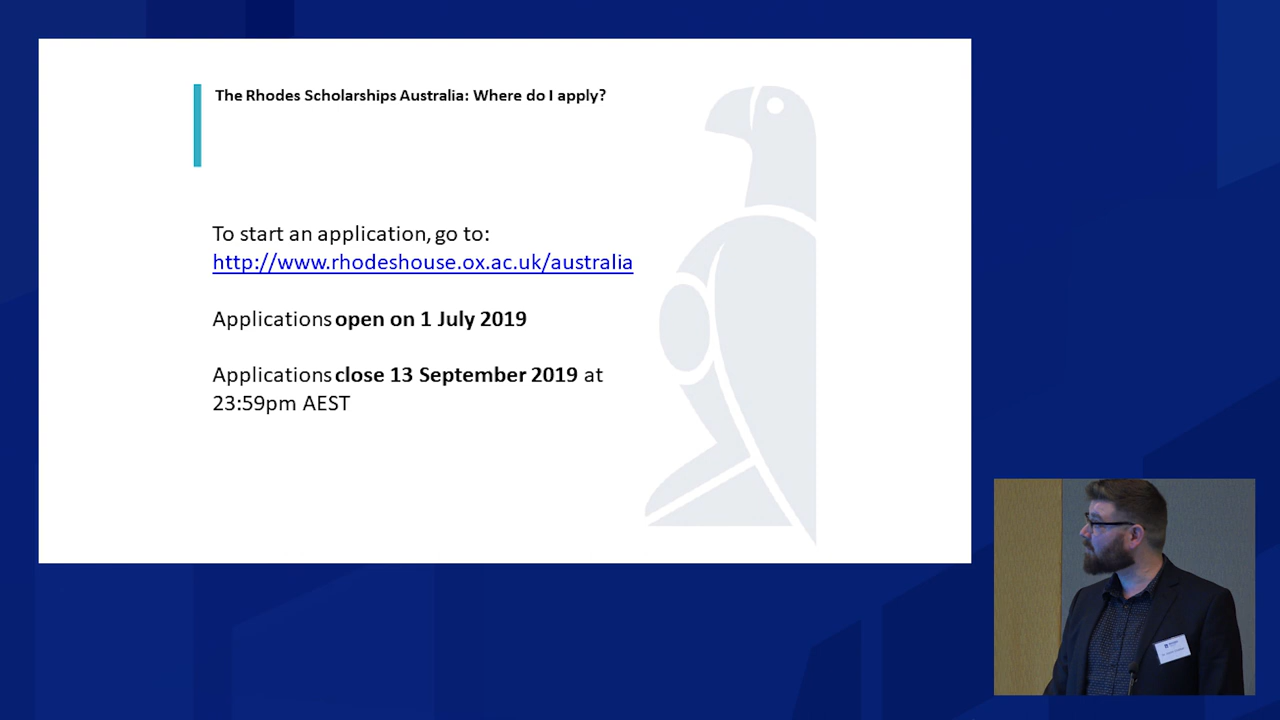 The Rhodes Scholarships Australia: Where do I apply?
To start an application, go to:
http://www.rhodeshouse.ox.ac.uk/australia
Applications open on 1 July 2019
Applications close 13 September 2019 at
23:59pm AEST